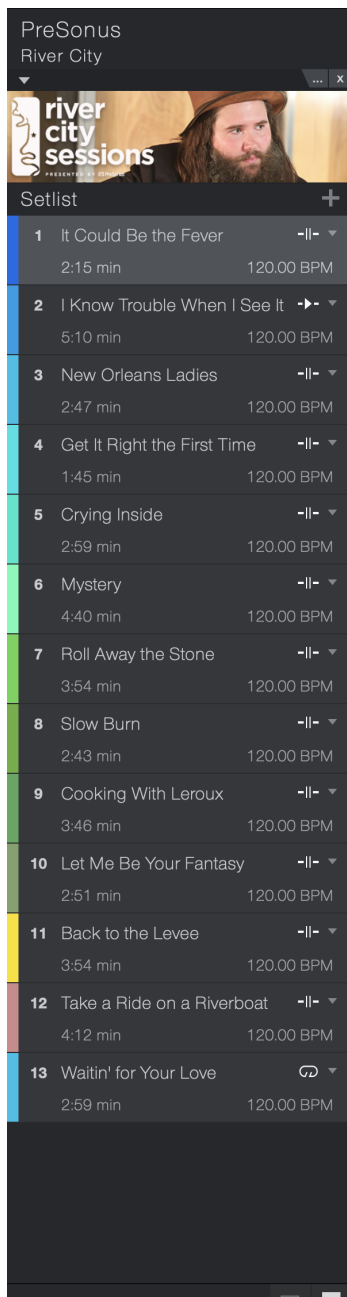 PreSonus
River City
... x
river
city
sessions
Setlist +
1 It Could Be the Fever
2:15 min 120.00 BPM
2 I Know Trouble When I See It
5:10 min 120.00 BPM
3 New Orleans Ladies
2:47 min 120.00 BPM
4 Get It Right the First Time
1:45 min 120.00 BPM
5 Crying Inside
2:59 min 120.00 BPM
6 Mystery
4:40 min 120.00 BPM
7 Roll Away the Stone
3:54 min 120.00 BPM
8 Slow Burn
2:43 min 120.00 BPM
9 Cooking With Leroux
3:46 min 120.00 BPM
10 Let Me Be Your Fantasy
2:51 min 120.00 BPM
11 Back to the Levee
3:54 min 120.00 BPM
12 Take a Ride on a Riverboat
4:12 min 120.00 BPM
13 Waitin' for Your Love
2:59 min 120.00 BPM